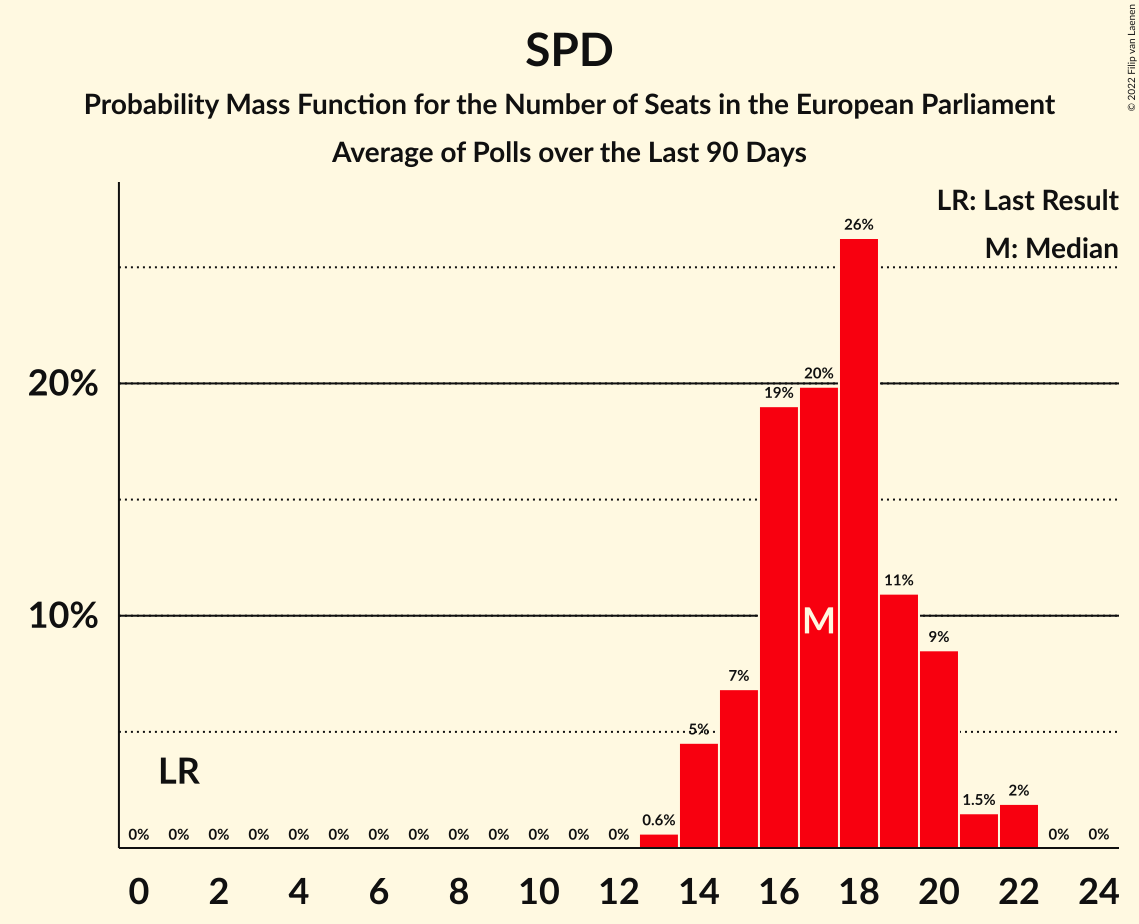 SPD
Probability Mass Function for the Number of Seats in the European Parliament
Average of Polls over the Last 90 Days
© 2022 Filip van Laenen
LR: Last Result
M: Median
26%
20%
20%
19%
11%
10%
M
9%
7%
5%
LR
0% 0% 0% 0% 0% 0% 0% 0% 0% 0% 0% 0% 0% 0.6% 1.5% 2% 0% 0%
0 2 4 6 8 10 12 14 16 18 20 22 24